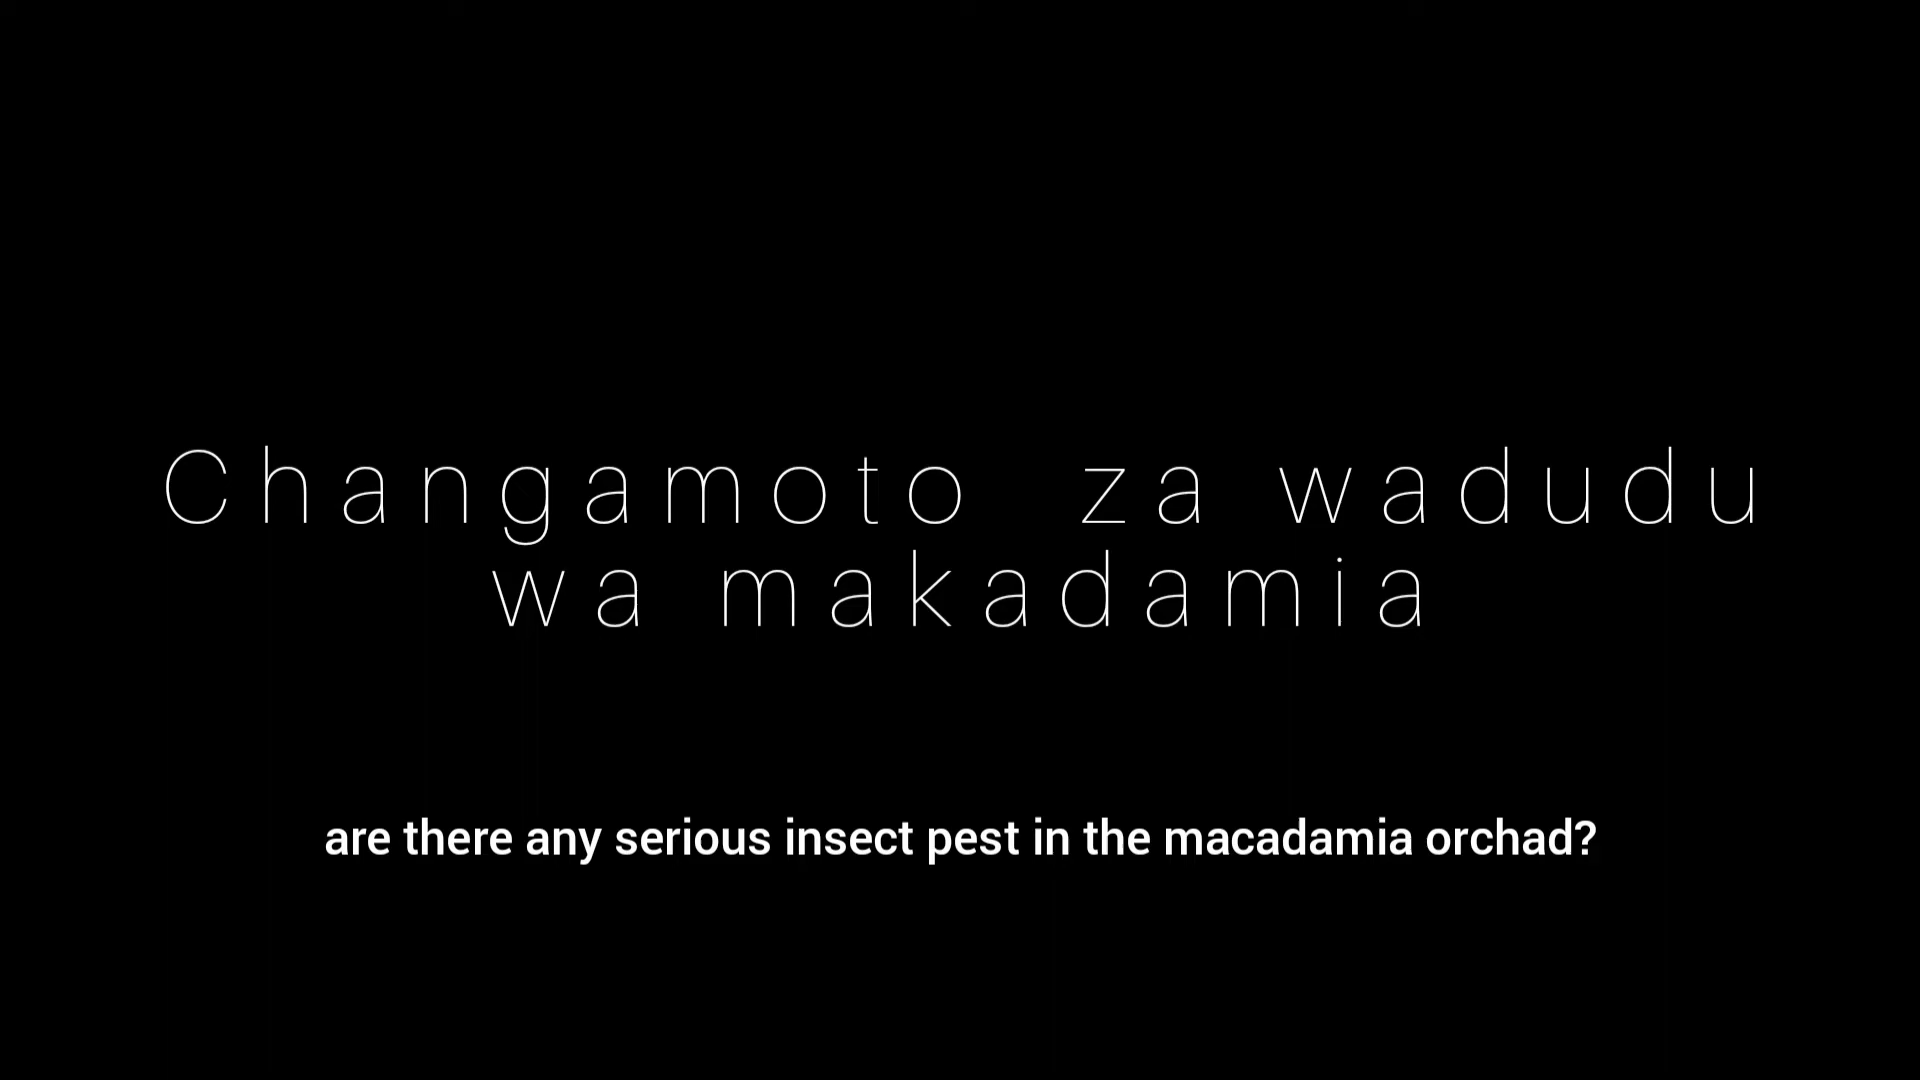 Changamoto za wadudu
wa makadamia
are there any serious insect pest in the macadamia orchad?